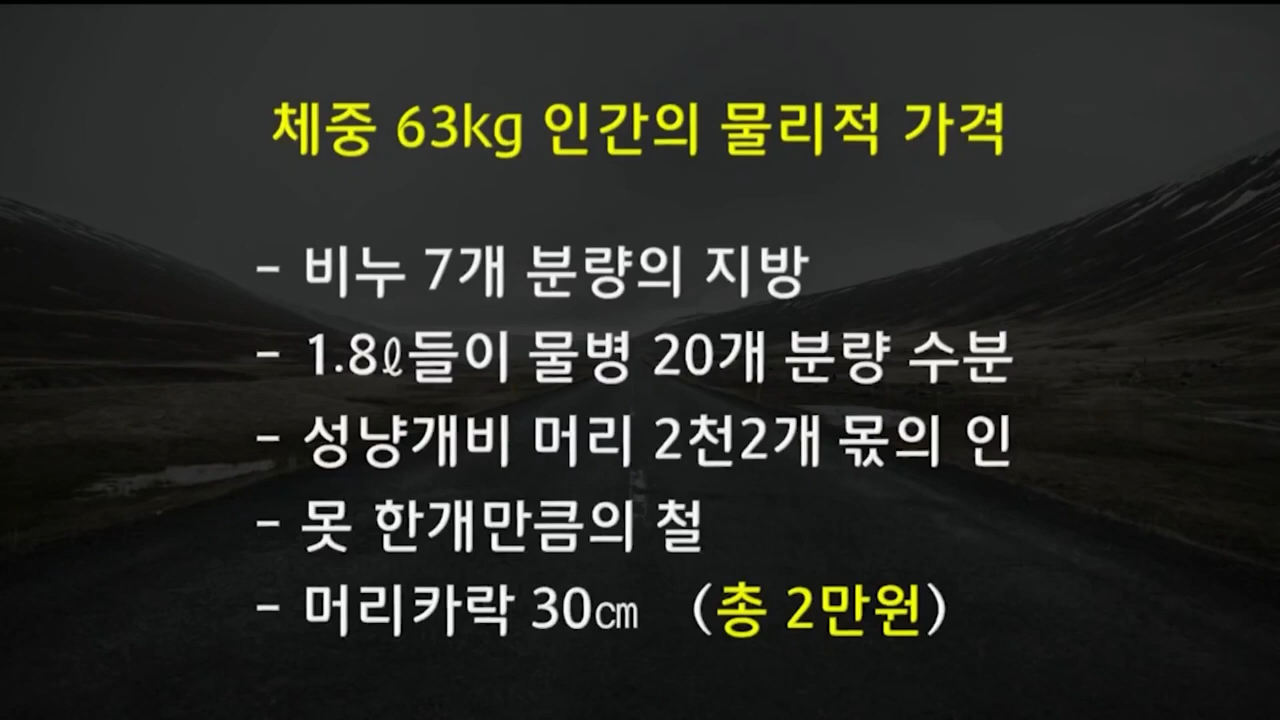 체중 63kg 인간의 물리적 가격
- 비누 7개 분량의 지방
- 1.8ℓ들이 물병 20개 분량 수분
- 성냥개비 머리 2천2개 몫의 인
- 못 한개만큼의 철
- 머리카락 30㎝ (총 2만원)